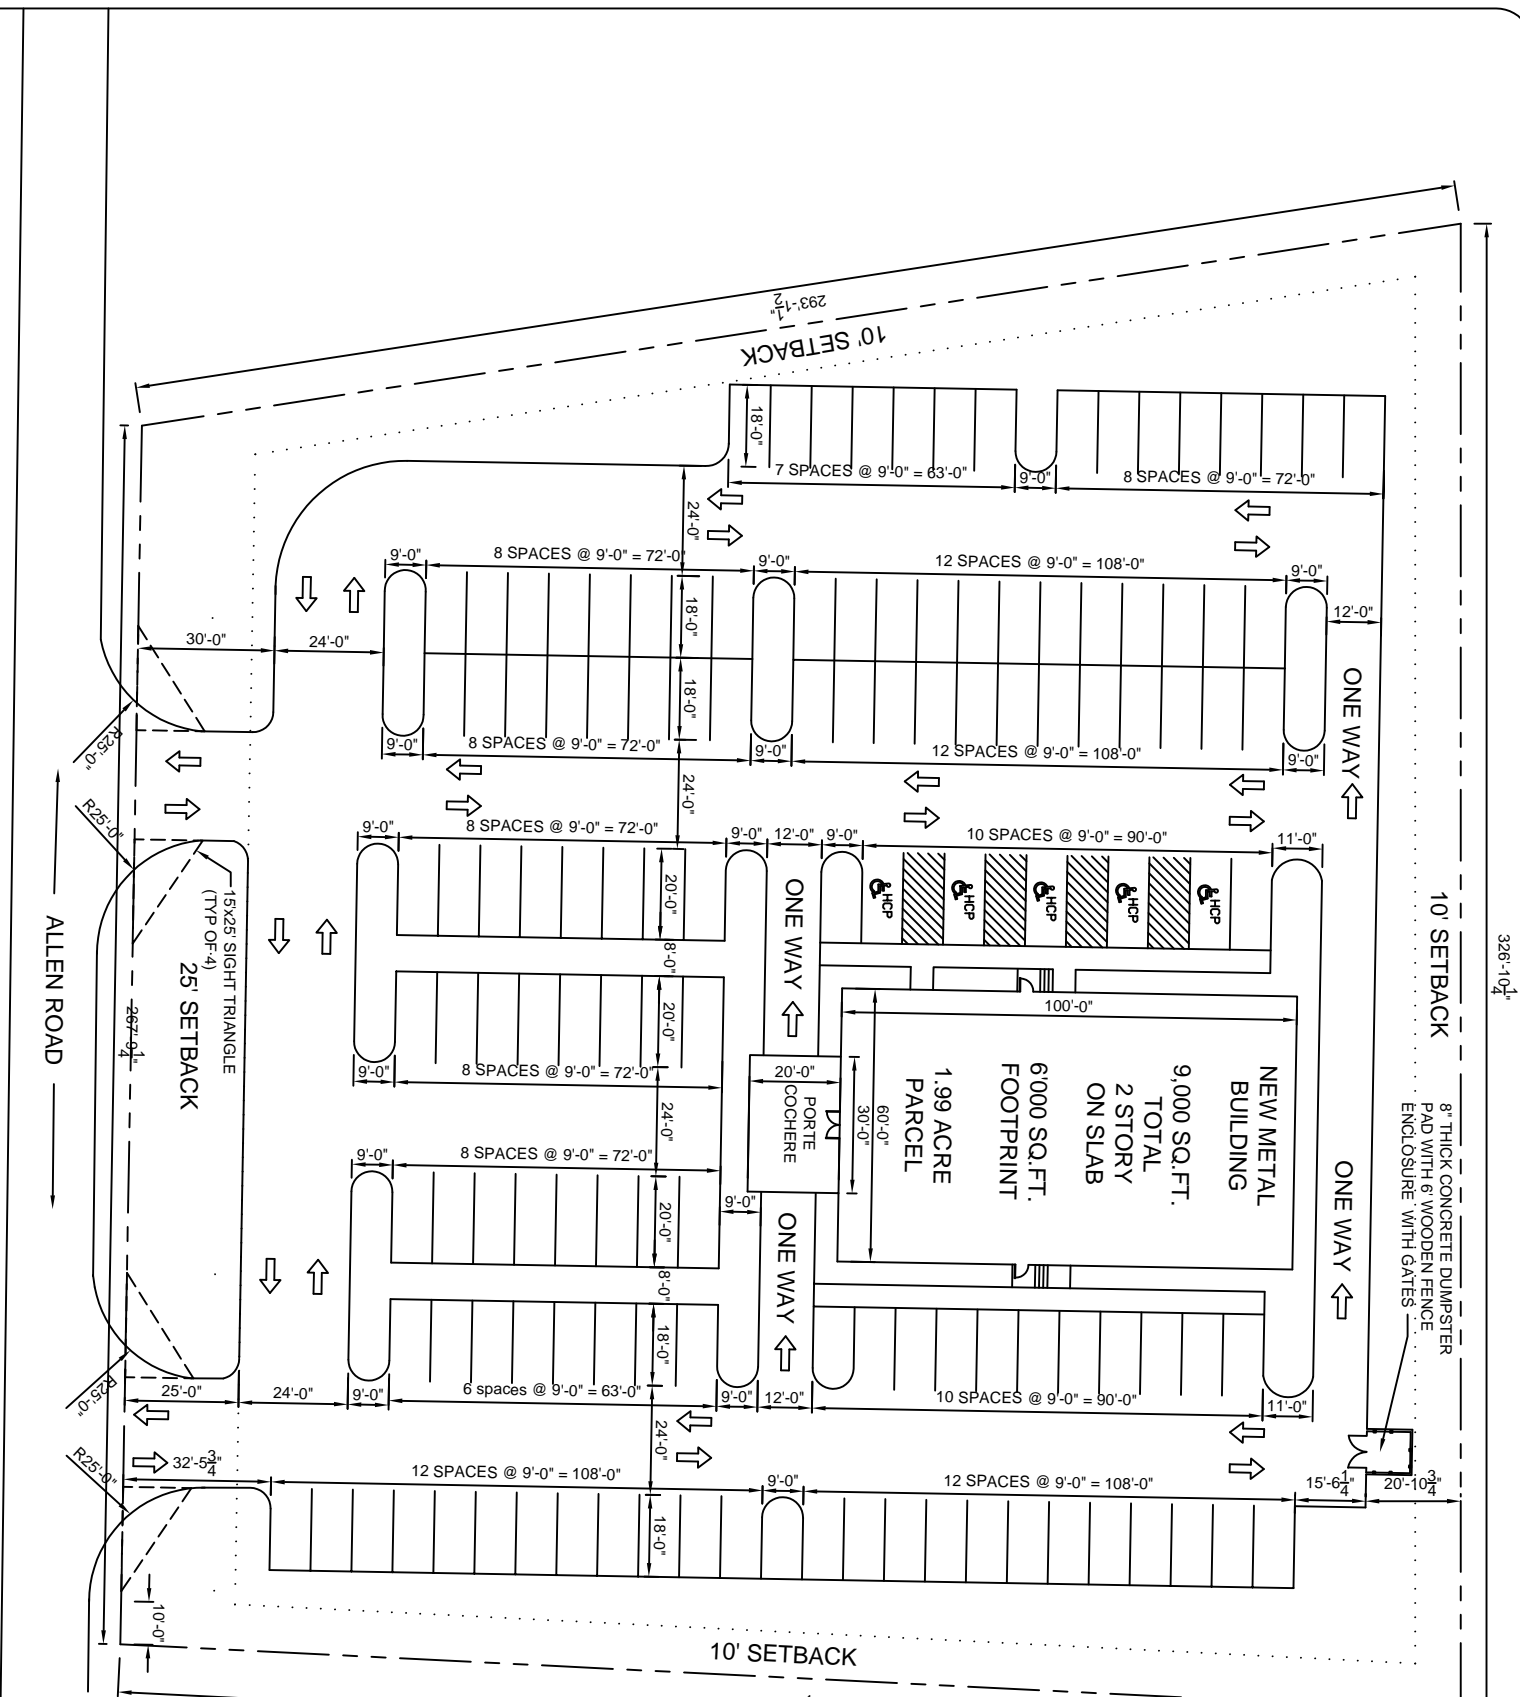 293'-1 1/2"
10' SETBACK
326'-10 1/4"
18'-0"
7 SPACES @ 9'-0" = 63'-0"
9'-0"
8 SPACES @ 9'-0" = 72'-0"
24'-0"
9'-0"
8 SPACES @ 9'-0" = 72'-0"
9'-0"
12 SPACES @ 9'-0" = 108'-0"
9'-0"
12'-0"
30'-0"
24'-0"
18'-0"
18'-0"
ONE WAY
R25'-0"
9'-0"
8 SPACES @ 9'-0" = 72'-0"
9'-0"
12 SPACES @ 9'-0" = 108'-0"
9'-0"
24'-0"
R25'-0"
9'-0"
8 SPACES @ 9'-0" = 72'-0"
9'-0"
12'-0"
9'-0"
10 SPACES @ 9'-0" = 90'-0"
11'-0"
15'x25' SIGHT TRIANGLE
(TYP OF 4)
20'-0"
ONE WAY
HCP
HCP
HCP
HCP
HCP
10' SETBACK
ALLEN ROAD
267'-9 1/4"
25' SETBACK
8'-0"
20'-0"
100'-0"
9'-0"
8 SPACES @ 9'-0" = 72'-0"
20'-0"
PORTE
COCHERE
30'-0"
60'-0"
NEW METAL
BUILDING
9,000 SQ.FT.
TOTAL
2 STORY
ON SLAB
6'000 SQ.FT.
FOOTPRINT
1.99 ACRE
PARCEL
8" THICK CONCRETE DUMPSTER
PAD WITH 6' WOODEN FENCE
ENCLOSURE WITH GATES
24'-0"
9'-0"
8 SPACES @ 9'-0" = 72'-0"
9'-0"
20'-0"
ONE WAY
ONE WAY
8'-0"
18'-0"
R25'-0"
25'-0"
24'-0"
9'-0"
6 spaces @ 9'-0" = 63'-0"
9'-0"
12'-0"
10 SPACES @ 9'-0" = 90'-0"
11'-0"
24'-0"
R25'-0"
32'-5 3/4"
12 SPACES @ 9'-0" = 108'-0"
9'-0"
12 SPACES @ 9'-0" = 108'-0"
15'-6 1/4"
20'-10 3/4"
18'-0"
10'-0"
10' SETBACK